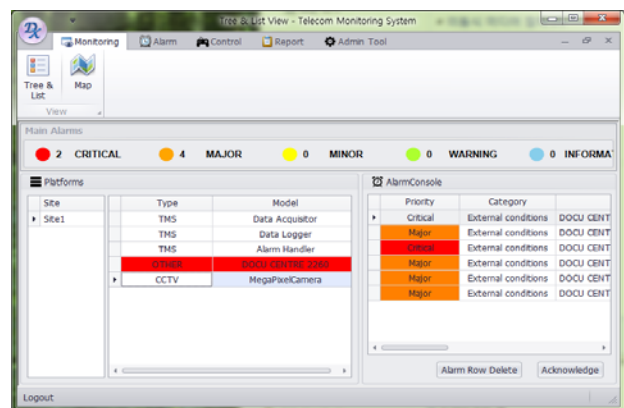 Tree & List View - Telecom Monitoring System
Monitoring Alarm Control Report Admin Tool
Tree & List
Map
View
Main Alarms
2 CRITICAL 4 MAJOR 0 MINOR 0 WARNING 0 INFORMA
Platforms
Site
Site1
Type Model
TMS Data Acquisitor
TMS Data Logger
TMS Alarm Handler
OTHER DOCU CENTRE 2260
CCTV MegaPixelCamera
AlarmConsole
Priority Category
Critical External conditions DOCU CENT
Major External conditions DOCU CENT
Critical External conditions DOCU CENT
Major External conditions DOCU CENT
Major External conditions DOCU CENT
Major External conditions DOCU CENT
Alarm Row Delete Acknowledge
Logout